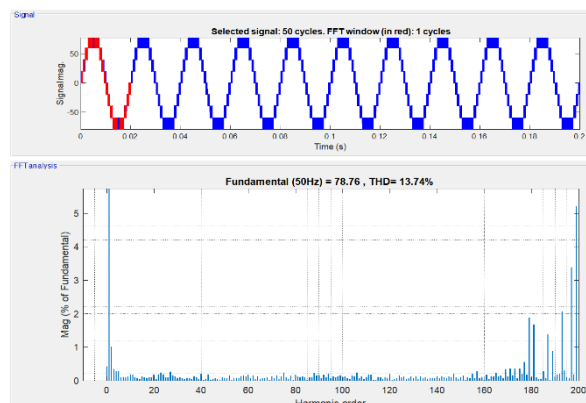 Signal
Selected signal: 50 cycles. FFT window (in red): 1 cycles
Signal mag.
50
0
-50
0 0.02 0.04 0.06 0.08 0.1 0.12 0.14 0.16 0.18 0.2
Time (s)
FFT analysis
Fundamental (50Hz) = 78.76 , THD= 13.74%
Mag (% of Fundamental)
5
4
3
2
1
0
0 20 40 60 80 100 120 140 160 180 200
Harmonic order